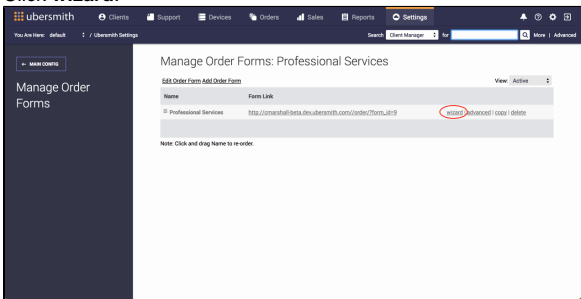 Click wizard.
ubersmith Clients Support Devices Orders Sales Reports Settings
You Are Here: default / Ubersmith Settings Search Client Manager for More | Advanced
← MAIN CONFIG
Manage Order Forms
Manage Order Forms: Professional Services
Edit Order Form Add Order Form View: Active
Name Form Link
Professional Services http://cmarshall-beta.dev.ubersmith.com//order/?form_id=9 wizard | advanced | copy | delete
Note: Click and drag Name to re-order.